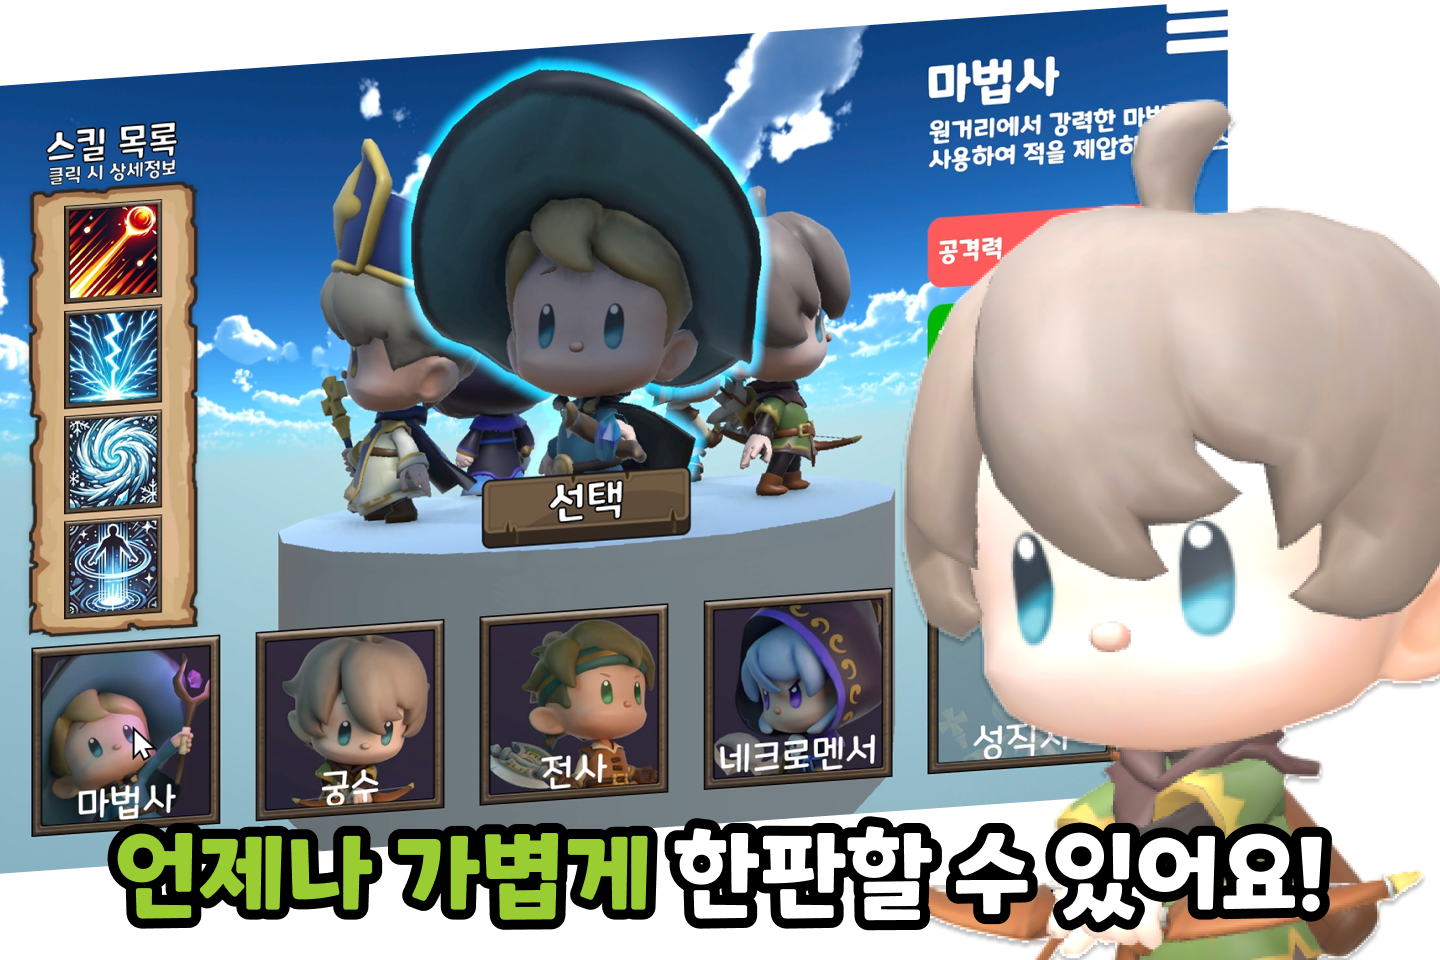 스킬 목록
클릭 시 상세정보
마법사
원거리에서 강력한
사용하여 적을
공격력
선택
마법사
궁수
전사
네크로멘서
언제나 가볍게 한판할 수 있어요!